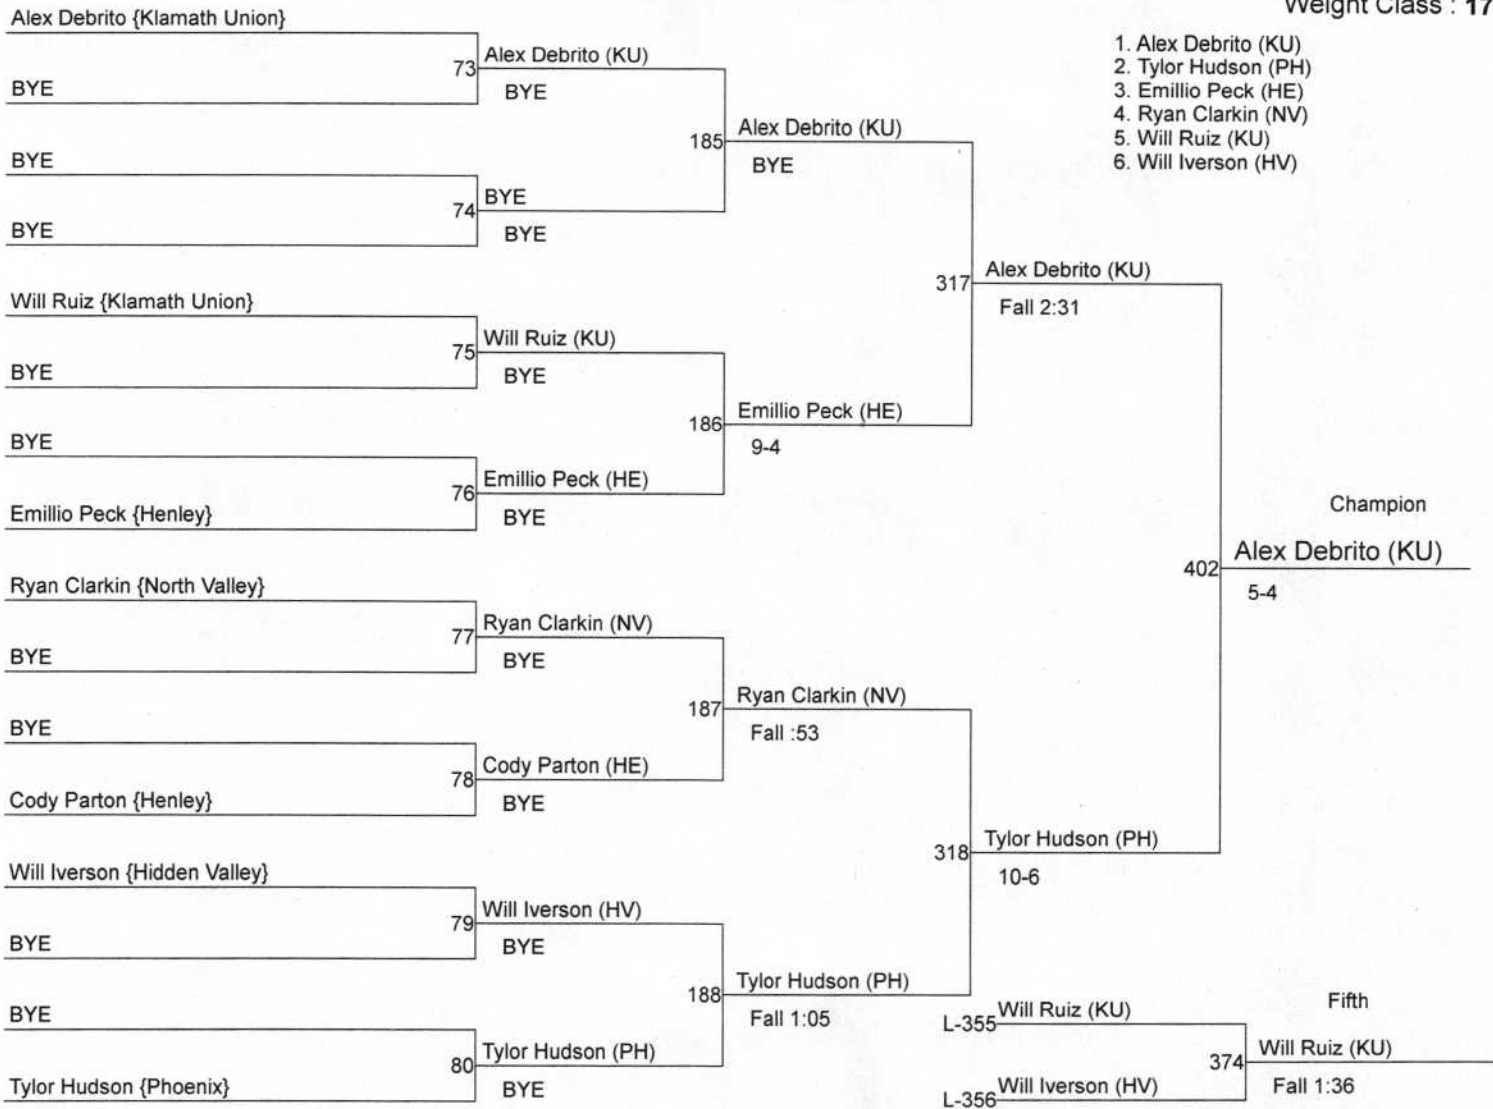 Weight Class : 17
1. Alex Debrito (KU)
2. Tylor Hudson (PH)
3. Emillio Peck (HE)
4. Ryan Clarkin (NV)
5. Will Ruiz (KU)
6. Will Iverson (HV)
Alex Debrito {Klamath Union}
73 Alex Debrito (KU)
BYE
BYE
185 Alex Debrito (KU)
BYE
BYE
74 BYE
BYE
BYE
317 Alex Debrito (KU)
Fall 2:31
Will Ruiz {Klamath Union}
75 Will Ruiz (KU)
BYE
BYE
186 Emillio Peck (HE)
9-4
BYE
76 Emillio Peck (HE)
BYE
Emillio Peck {Henley}
Champion
402 Alex Debrito (KU)
5-4
Ryan Clarkin {North Valley}
77 Ryan Clarkin (NV)
BYE
BYE
187 Ryan Clarkin (NV)
Fall :53
BYE
78 Cody Parton (HE)
BYE
Cody Parton {Henley}
318 Tylor Hudson (PH)
10-6
Will Iverson {Hidden Valley}
79 Will Iverson (HV)
BYE
BYE
188 Tylor Hudson (PH)
Fall 1:05
BYE
80 Tylor Hudson (PH)
BYE
Tylor Hudson {Phoenix}
Fifth
L-355 Will Ruiz (KU)
374 Will Ruiz (KU)
Fall 1:36
L-356 Will Iverson (HV)